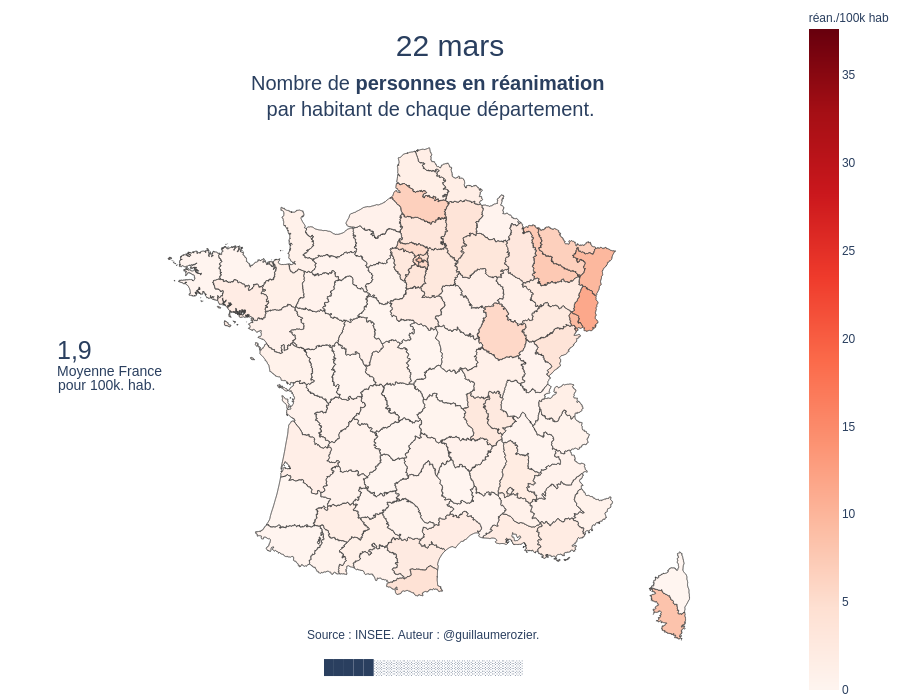 réan./100k hab
22 mars
Nombre de personnes en réanimation
par habitant de chaque département.
35
30
25
20
15
10
5
0
1,9
Moyenne France
pour 100k. hab.
Source : INSEE. Auteur : @guillaumerozier.